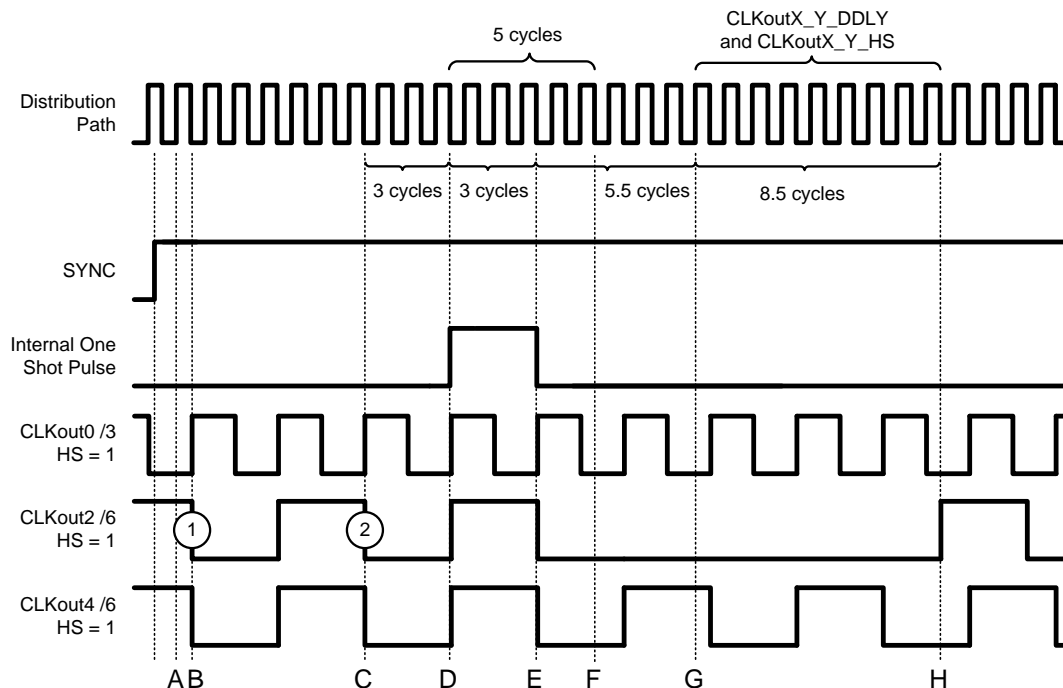 CLKoutX_Y_DDLY
and CLKoutX_Y_HS
5 cycles
Distribution
Path
3 cycles
3 cycles
5.5 cycles
8.5 cycles
SYNC
Internal One
Shot Pulse
CLKout0 /3
HS = 1
CLKout2 /6
HS = 1
1
2
CLKout4 /6
HS = 1
A B C D E F G H